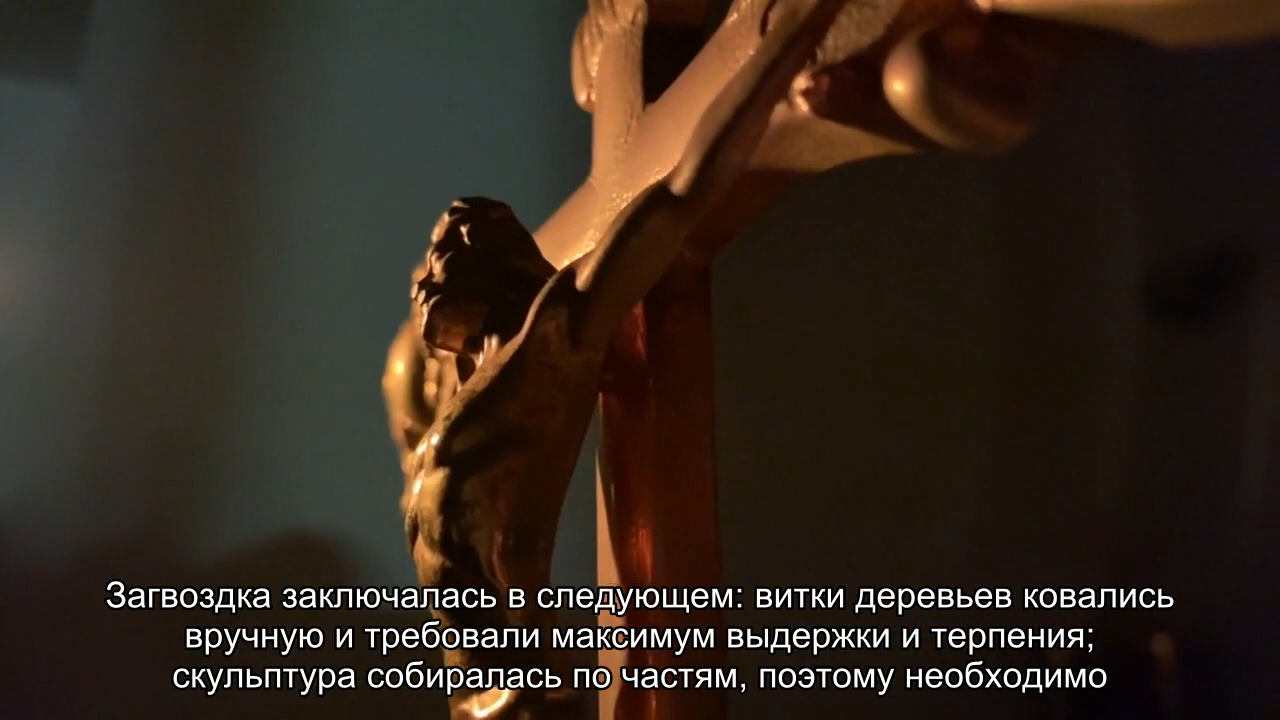 Загвоздка заключалась в следующем: витки деревьев ковались
вручную и требовали максимум выдержки и терпения;
скульптура собиралась по частям, поэтому необходимо